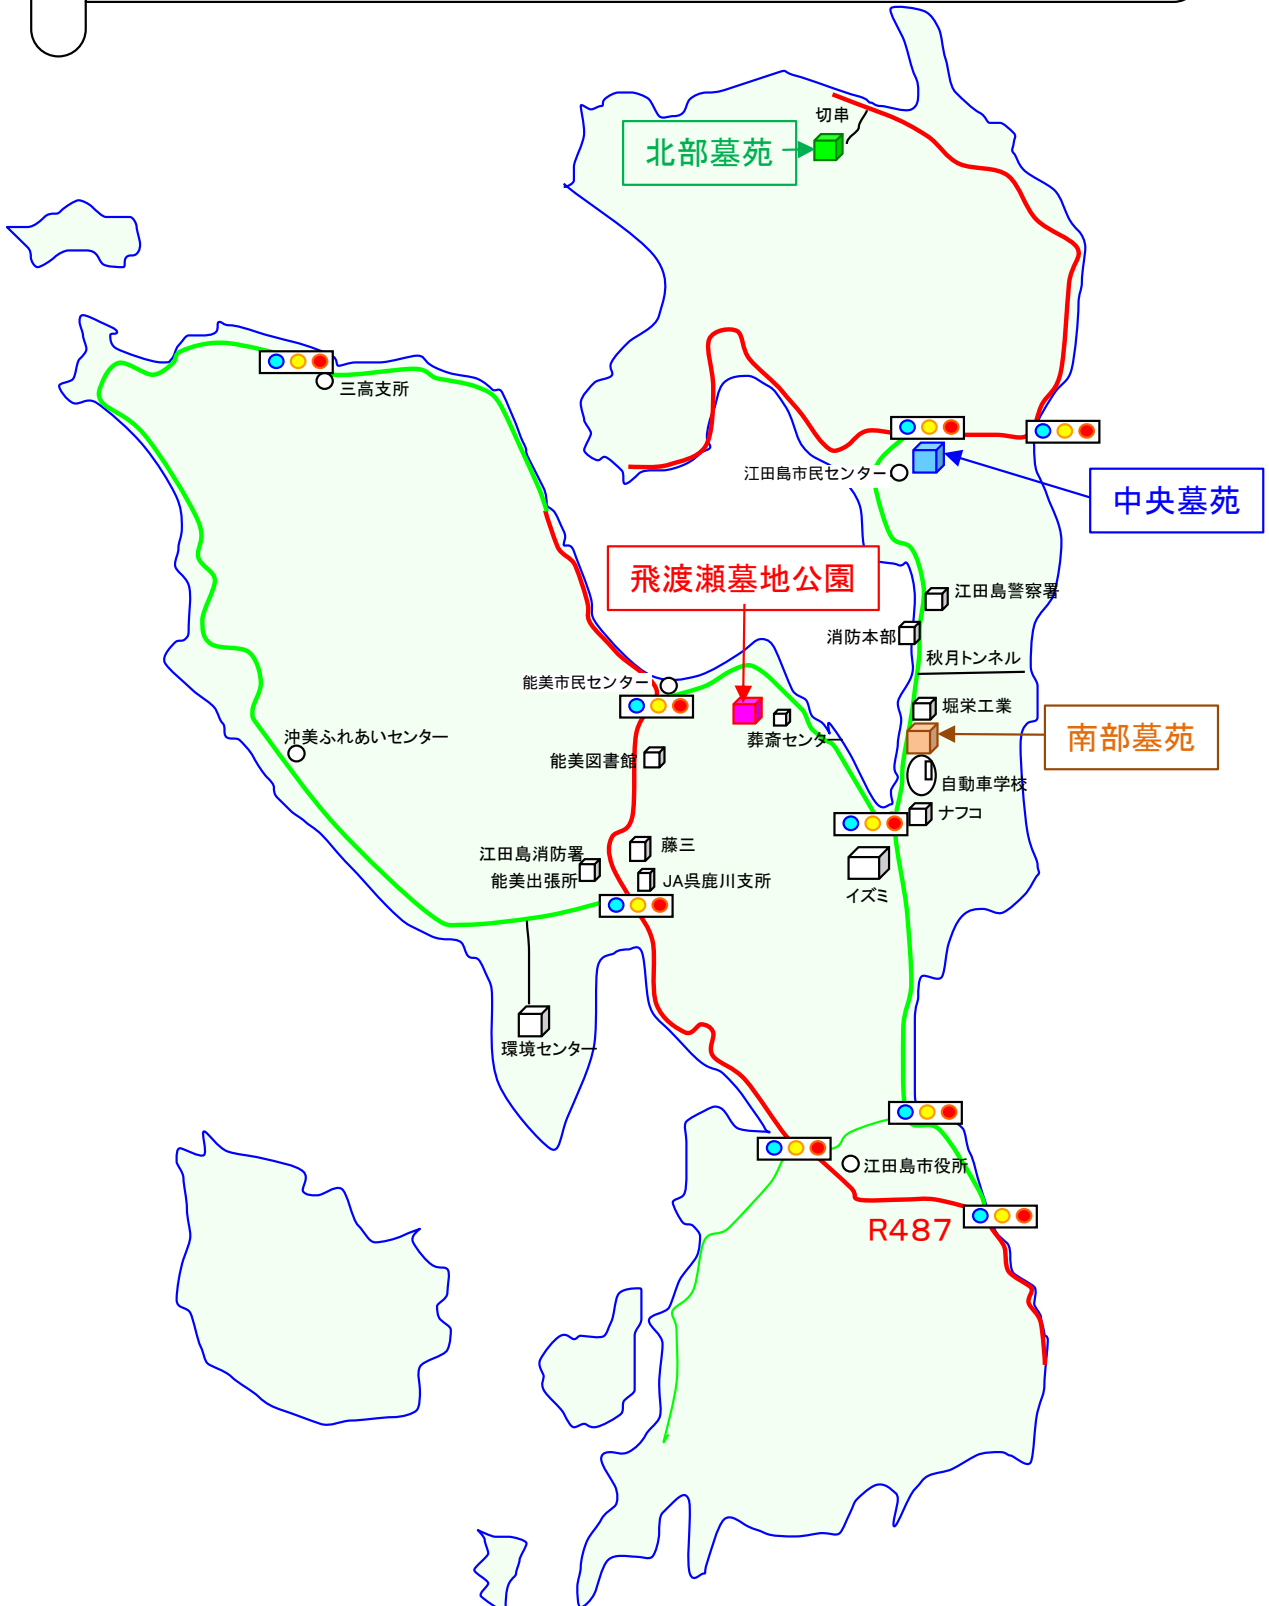 切串
北部墓苑
三高支所
江田島市民センター
中央墓苑
飛渡瀬墓地公園
江田島警察署
消防本部
秋月トンネル
能美市民センター
堀栄工業
南部墓苑
葬斎センター
沖美ふれあいセンター
能美図書館
自動車学校
ナフコ
藤三
江田島消防署
能美出張所
JA呉鹿川支所
イズミ
環境センター
江田島市役所
R487